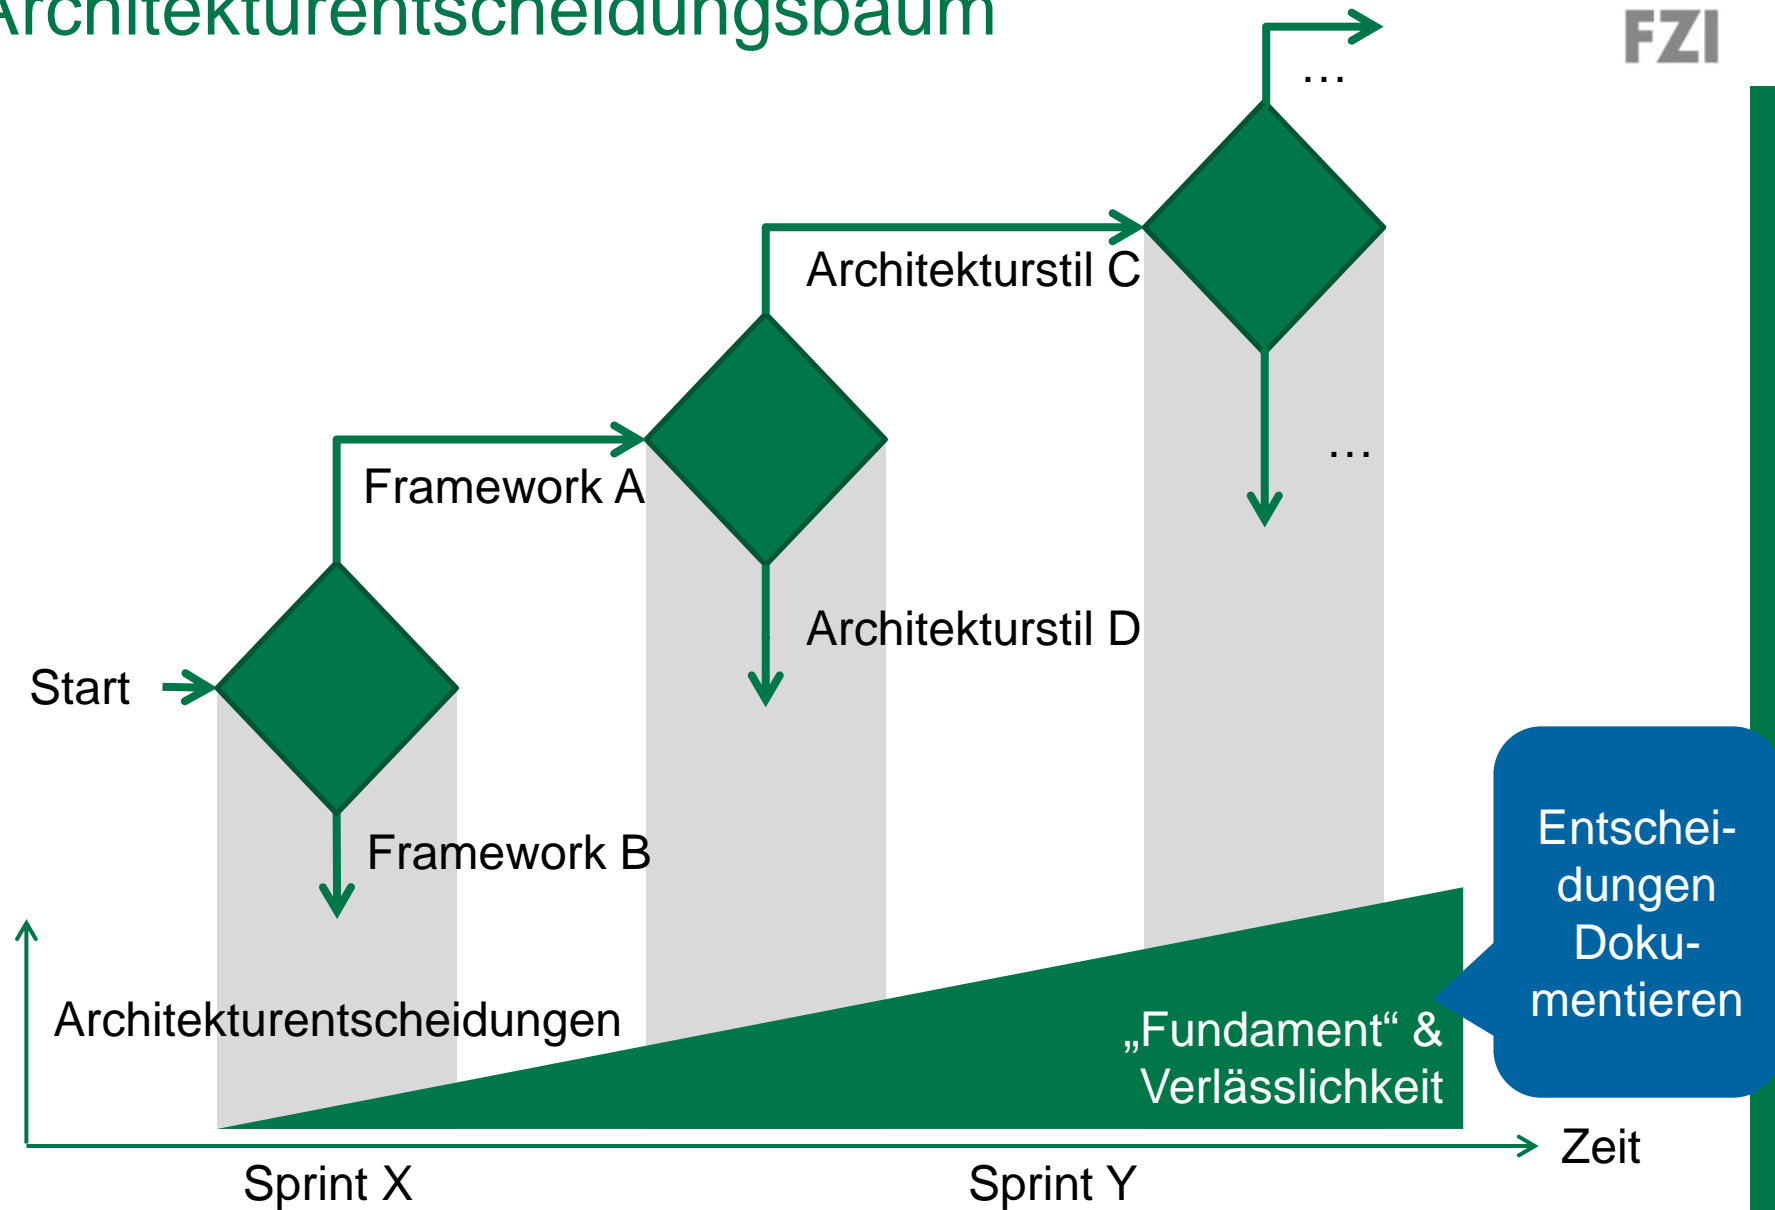 Architekturentscheidungsbaum
FZI
…
Architekturstil C
…
Framework A
Architekturstil D
Start
Framework B
Entschei-
dungen
Doku-
mentieren
Architekturentscheidungen
„Fundament“ &
Verlässlichkeit
Zeit
Sprint X
Sprint Y